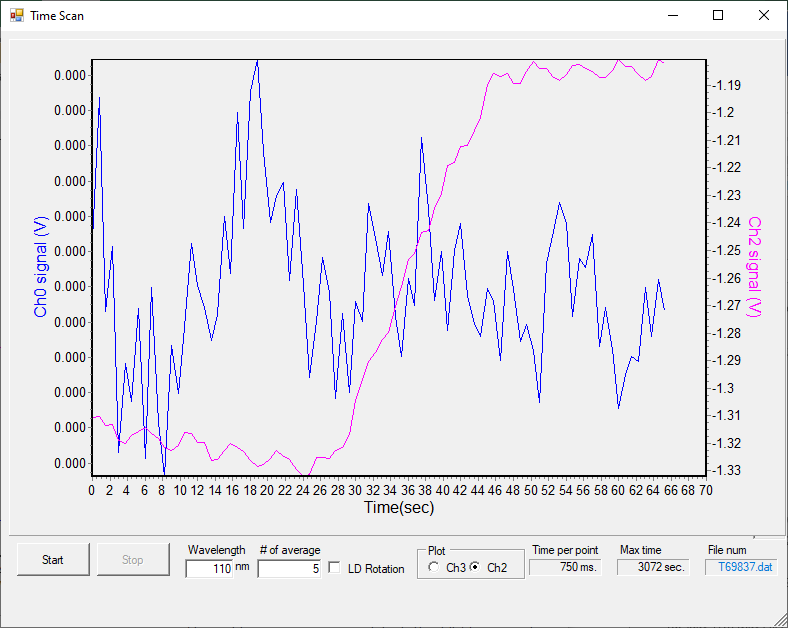 Time Scan
0.000
0.000
0.000
0.000
0.000
0.000
0.000
0.000
0.000
0.000
0.000
0.000
Ch0 signal (V)
-1.19
-1.2
-1.21
-1.22
-1.23
-1.24
-1.25
-1.26
-1.27
-1.28
-1.29
-1.3
-1.31
-1.32
-1.33
Ch2 signal (V)
0 2 4 6 8 10 12 14 16 18 20 22 24 26 28 30 32 34 36 38 40 42 44 46 48 50 52 54 56 58 60 62 64 66 68 70
Time(sec)
Start
Stop
Wavelength
110 nm
# of average
5
LD Rotation
Plot
Ch3 Ch2
Time per point
750 ms.
Max time
3072 sec.
File num
T69837.dat